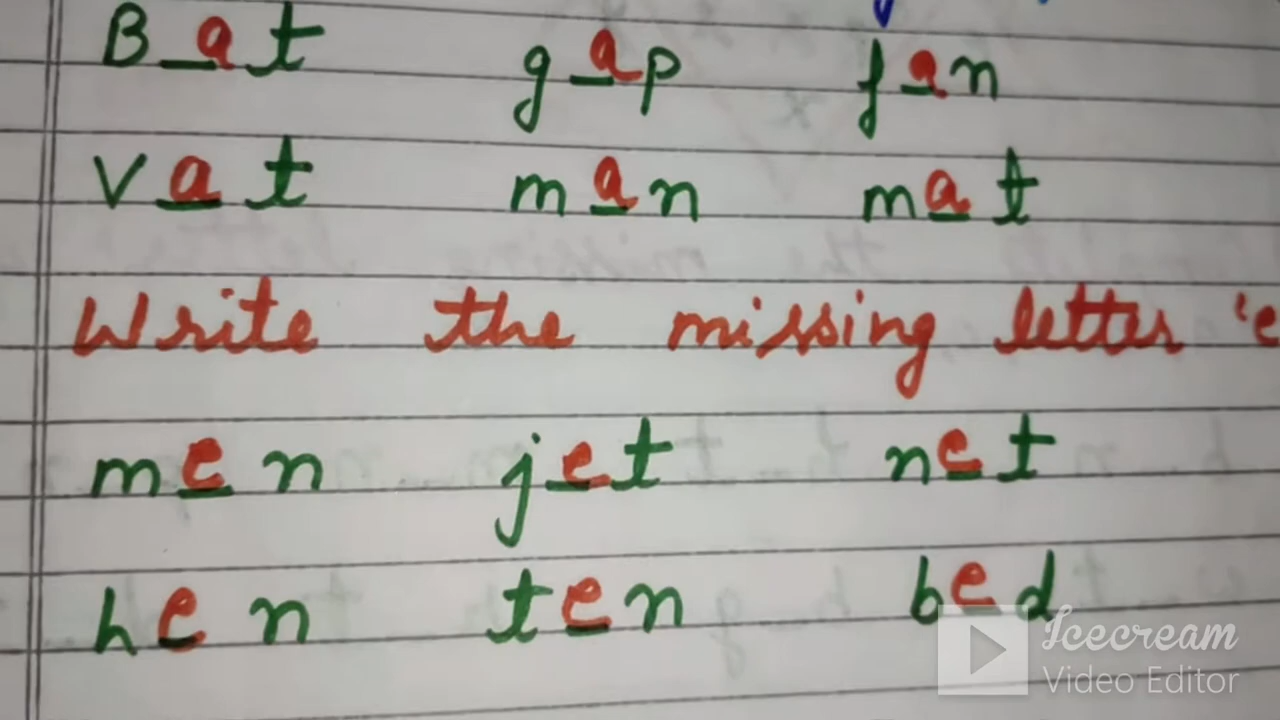 Bat gap fan
Vat man mat
Write the missing letter 'e
men jet net
hen ten bed
Icecream
Video Editor